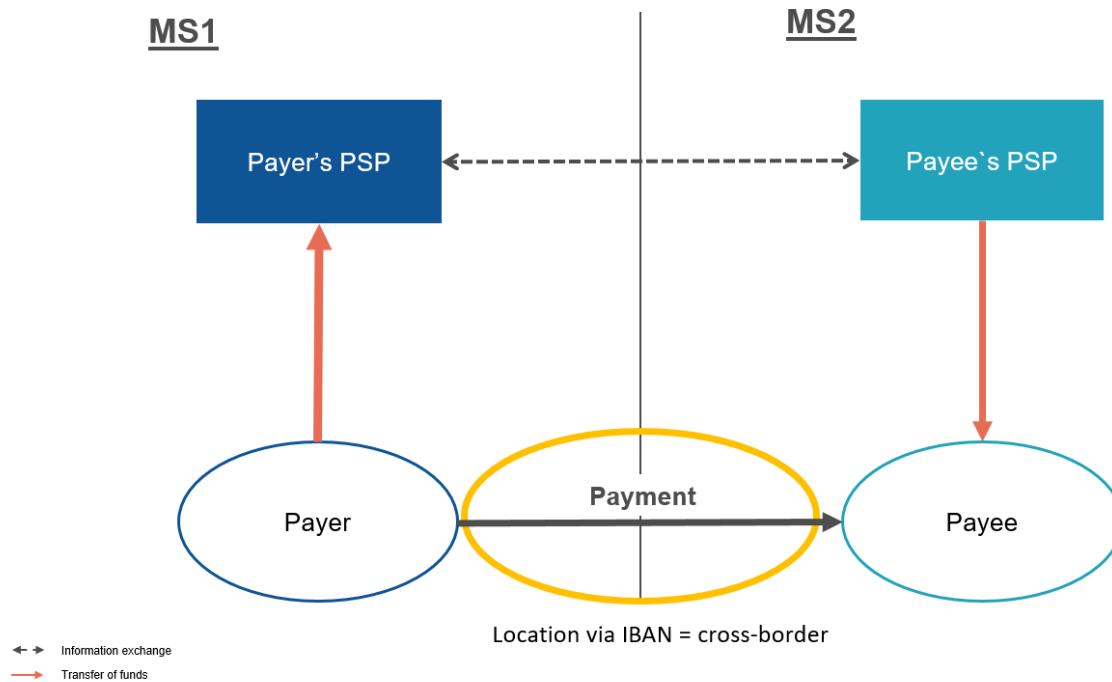 MS1
MS2
Payer’s PSP
Payee`s PSP
Payment
Payer
Payee
Location via IBAN = cross-border
Information exchange
Transfer of funds